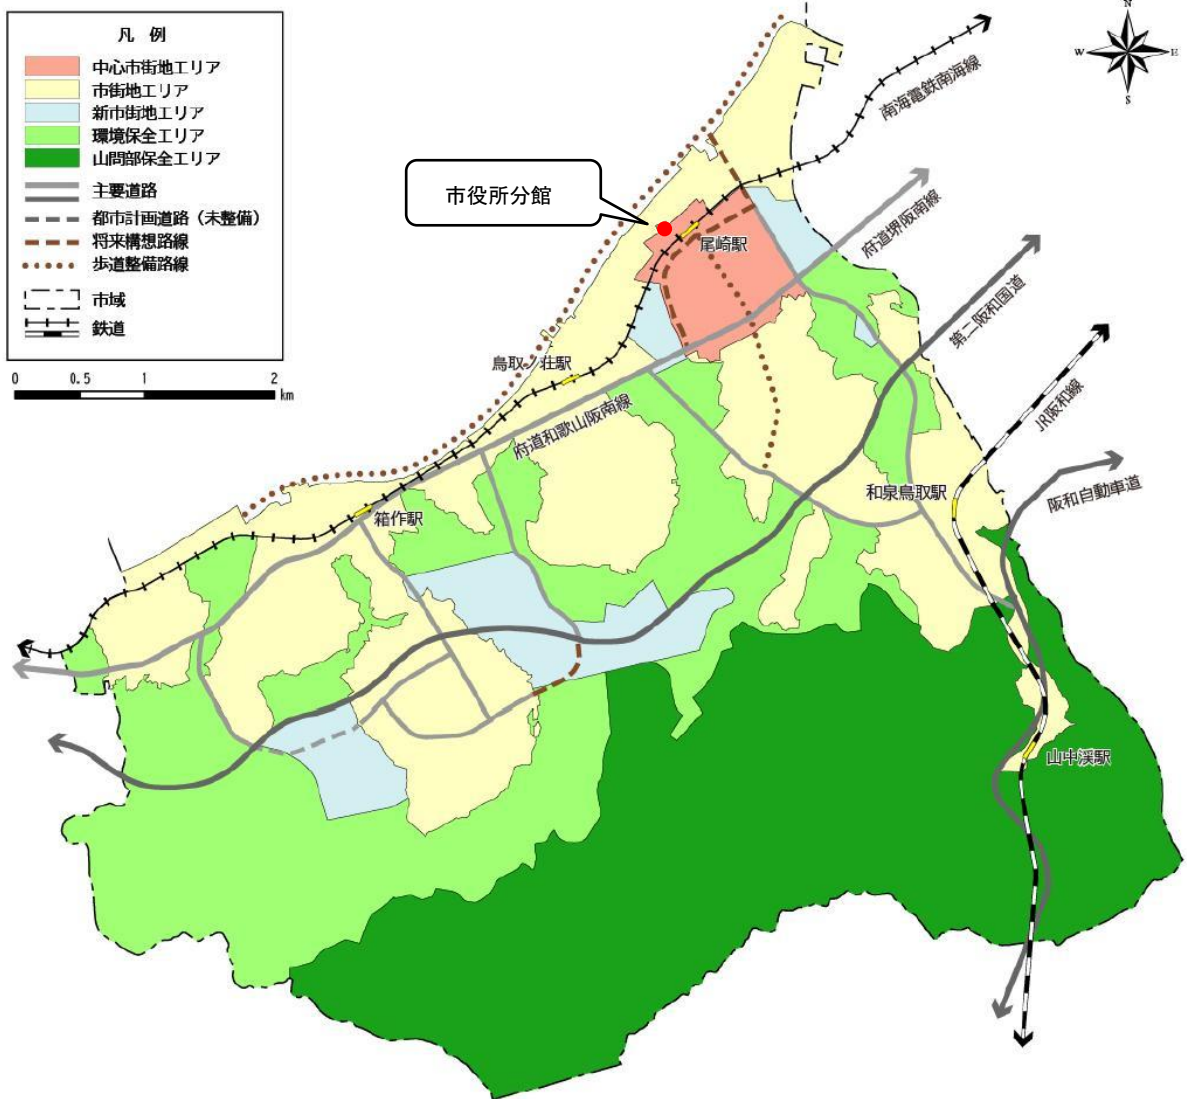 凡 例
中心市街地エリア
市街地エリア
新市街地エリア
環境保全エリア
山間部保全エリア
主要道路
都市計画道路（未整備）
将来構想路線
歩道整備路線
市域
鉄道
0 0.5 1 2 km
N
W E
S
市役所分館
南海電鉄南海線
尾崎駅
府道堺阪南線
第二阪和国道
鳥取ノ荘駅
府道和歌山阪南線
JR阪和線
和泉鳥取駅
阪和自動車道
箱作駅
山中渓駅